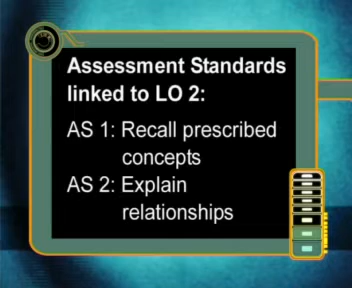 Assessment Standards
linked to LO 2:
AS 1: Recall prescribed
concepts
AS 2: Explain
relationships